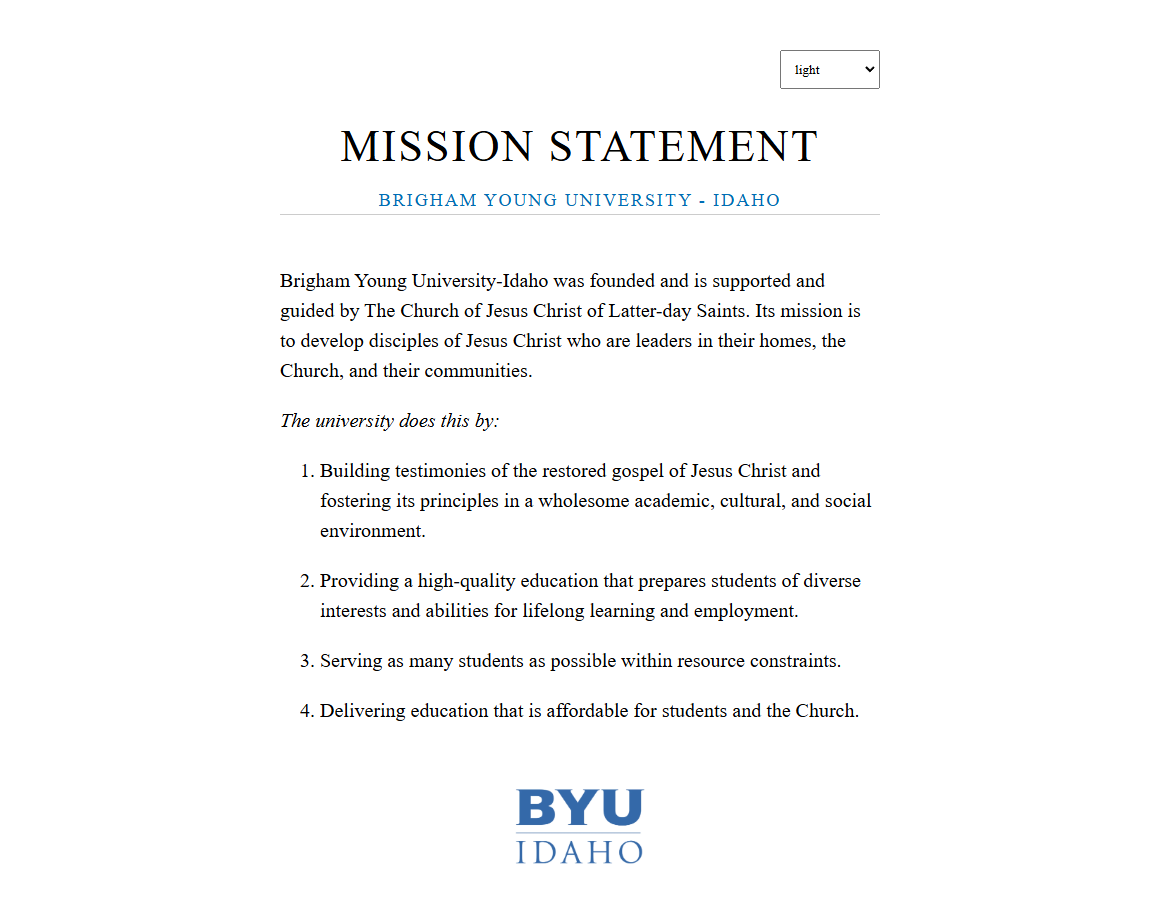 light
MISSION STATEMENT
BRIGHAM YOUNG UNIVERSITY - IDAHO
Brigham Young University-Idaho was founded and is supported and
guided by The Church of Jesus Christ of Latter-day Saints. Its mission is
to develop disciples of Jesus Christ who are leaders in their homes, the
Church, and their communities.
The university does this by:
1. Building testimonies of the restored gospel of Jesus Christ and
fostering its principles in a wholesome academic, cultural, and social
environment.
2. Providing a high-quality education that prepares students of diverse
interests and abilities for lifelong learning and employment.
3. Serving as many students as possible within resource constraints.
4. Delivering education that is affordable for students and the Church.
BYU
IDAHO